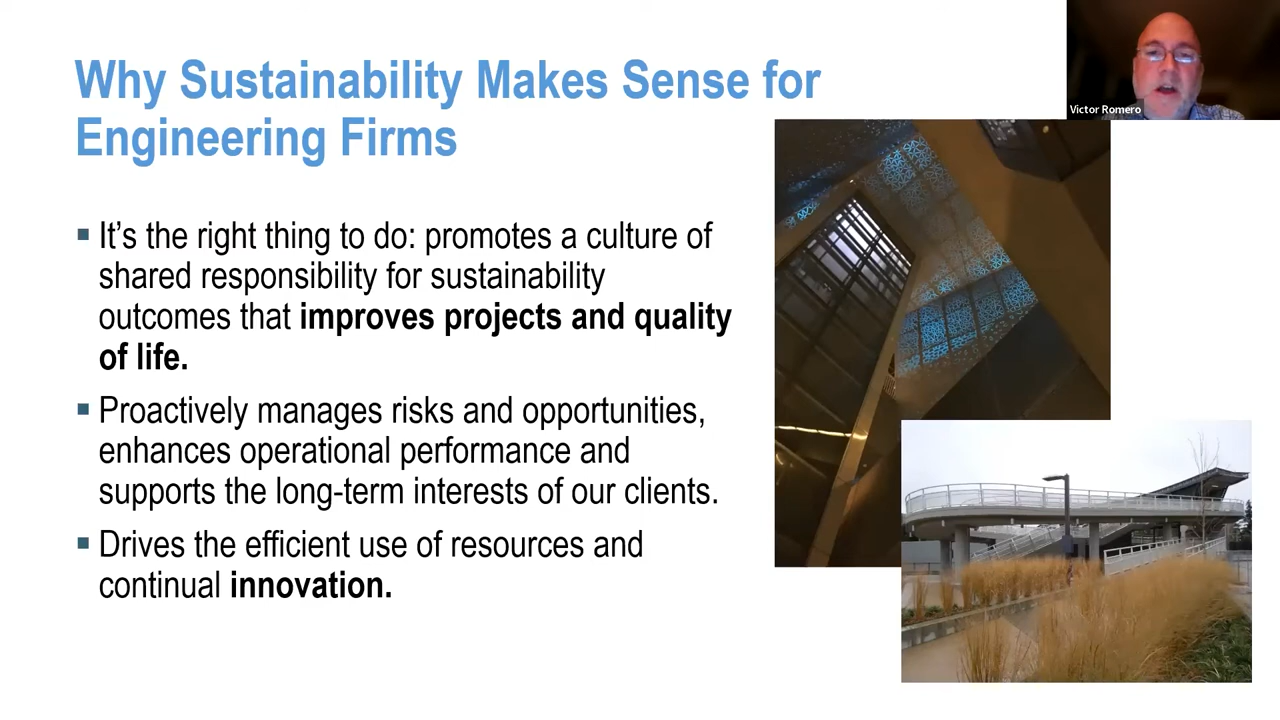 Why Sustainability Makes Sense for
Engineering Firms
Victor Romero
▪ It’s the right thing to do: promotes a culture of
shared responsibility for sustainability
outcomes that improves projects and quality
of life.
▪ Proactively manages risks and opportunities,
enhances operational performance and
supports the long-term interests of our clients.
▪ Drives the efficient use of resources and
continual innovation.